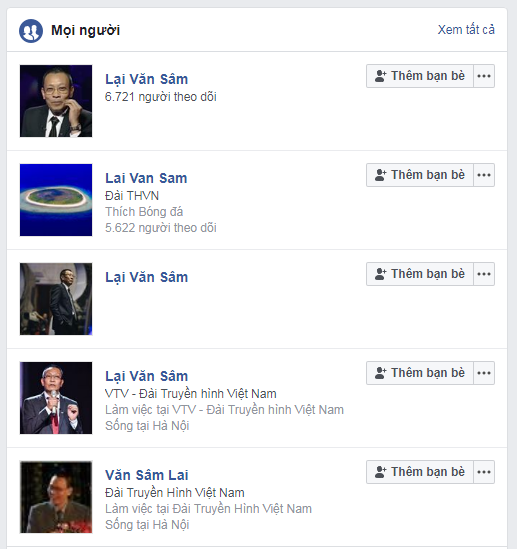 Mọi người
Xem tất cả
Lại Văn Sâm
Thêm bạn bè
6.721 người theo dõi
Lai Van Sam
Thêm bạn bè
Đài THVN
Thích Bóng đá
5.622 người theo dõi
Lại Văn Sâm
Thêm bạn bè
Lại Văn Sâm
Thêm bạn bè
VTV - Đài Truyền hình Việt Nam
Làm việc tại VTV - Đài Truyền hình Việt Nam
Sống tại Hà Nội
Văn Sâm Lai
Thêm bạn bè
Đài Truyền Hình Việt Nam
Làm việc tại Đài Truyền Hình Việt Nam
Sống tại Hà Nội